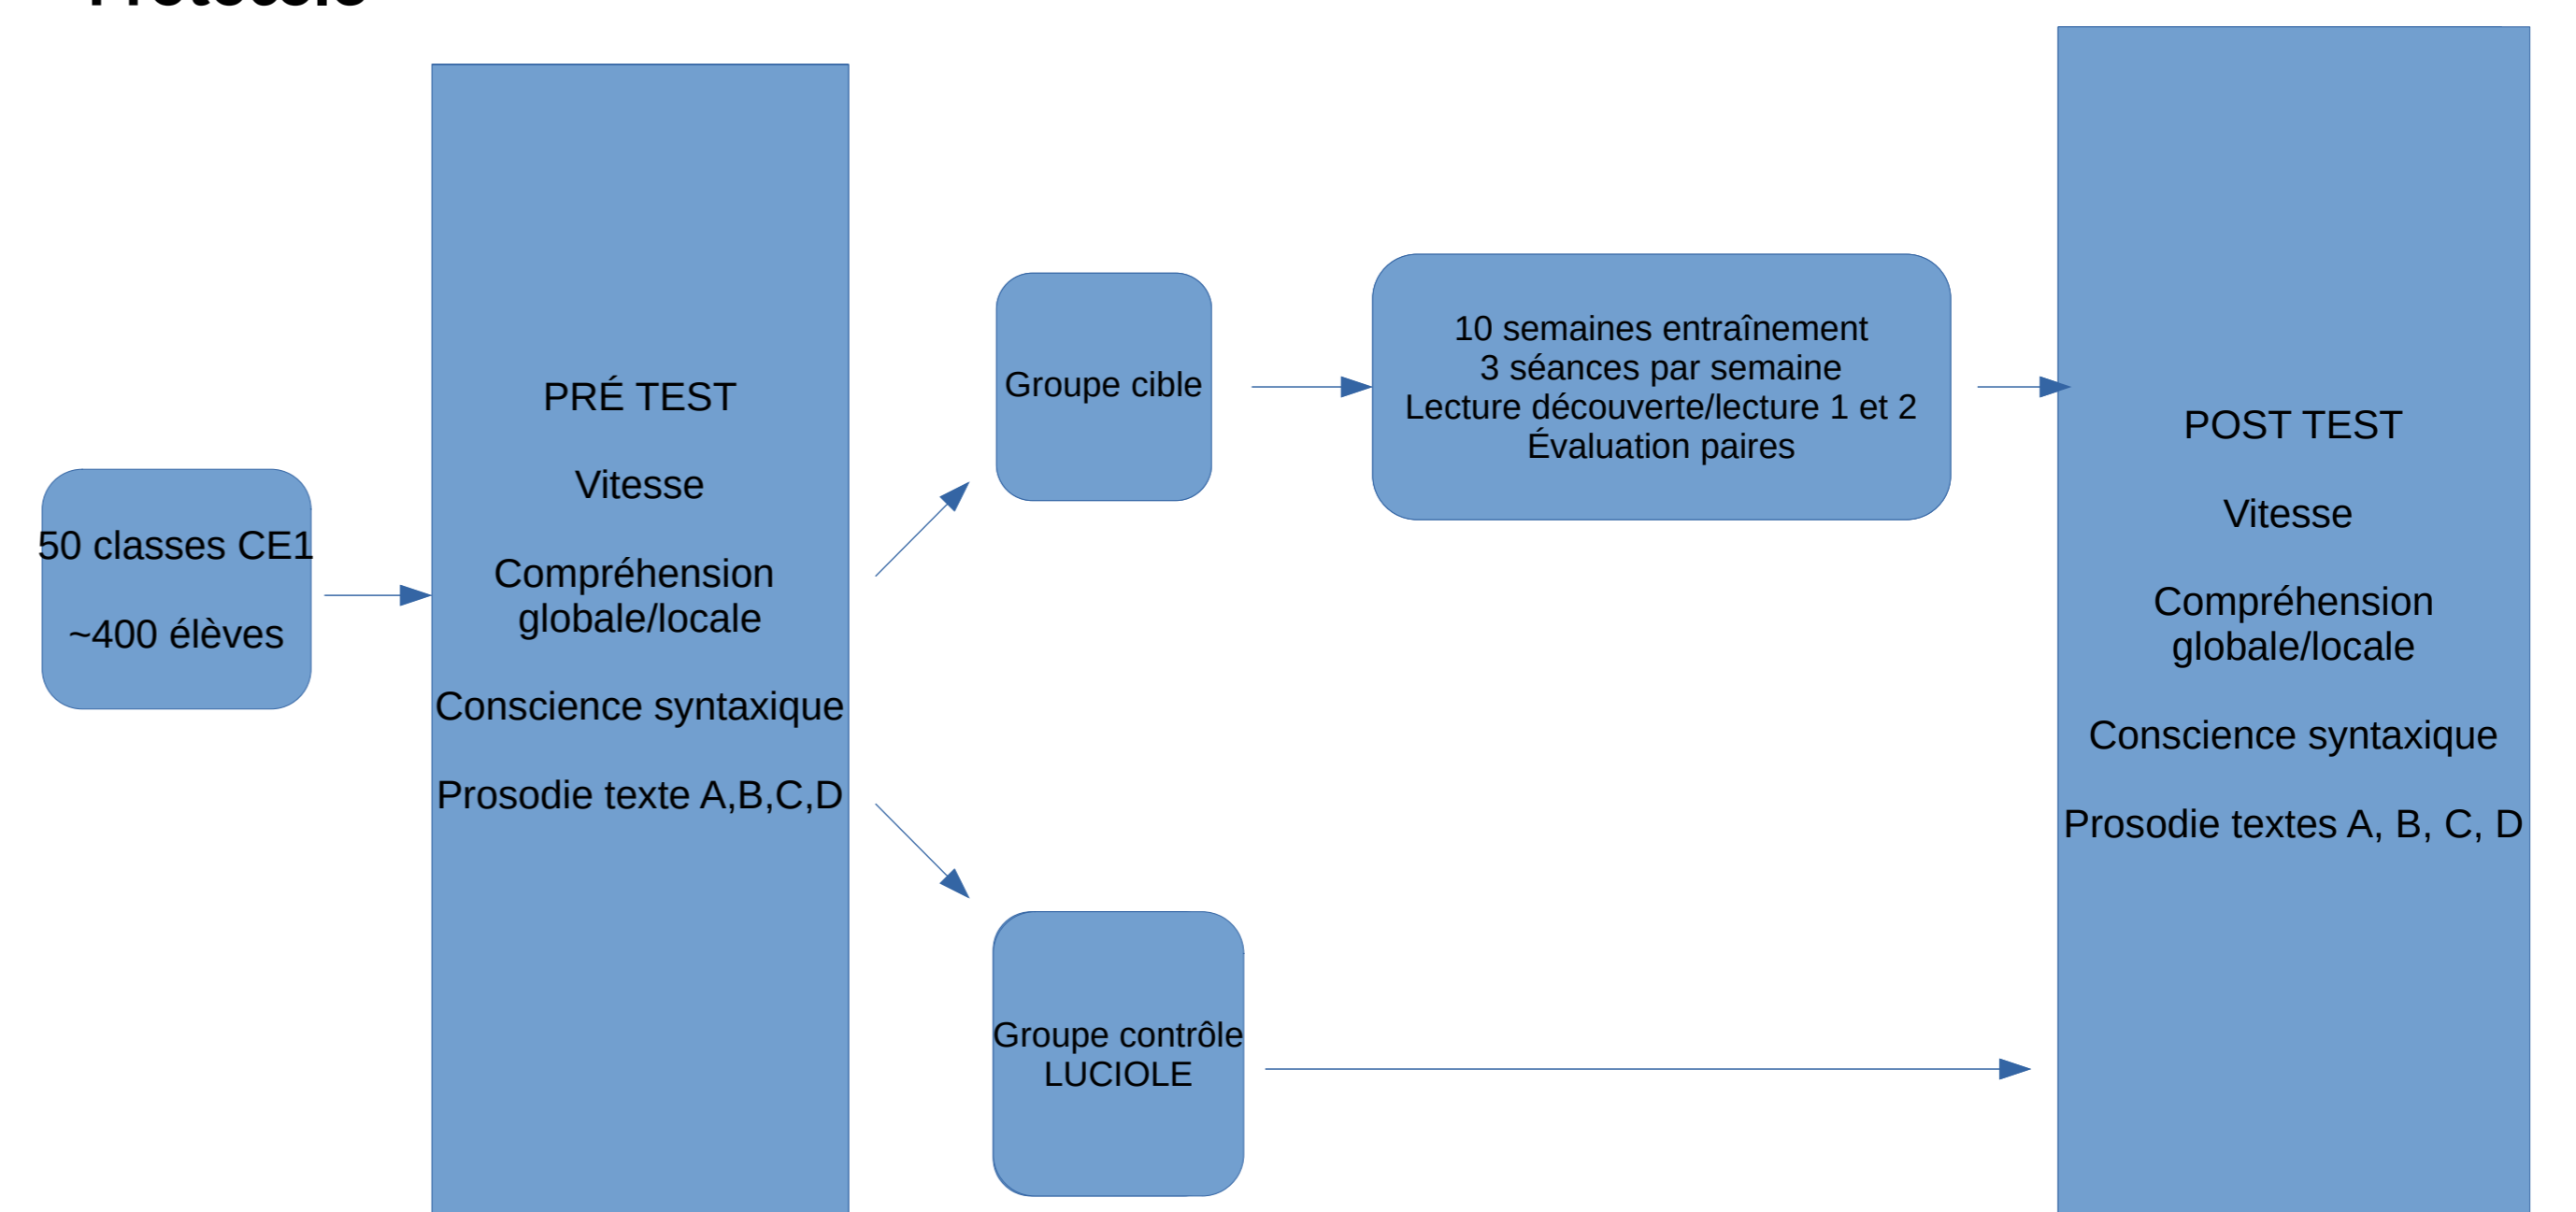 50 classes CE1
~400 élèves
PRÉ TEST
Vitesse
Compréhension
globale/locale
Conscience syntaxique
Prosodie texte A,B,C,D
Groupe cible
10 semaines entraînement
3 séances par semaine
Lecture découverte/lecture 1 et 2
Évaluation paires
Groupe contrôle
LUCIOLE
POST TEST
Vitesse
Compréhension
globale/locale
Conscience syntaxique
Prosodie textes A, B, C, D